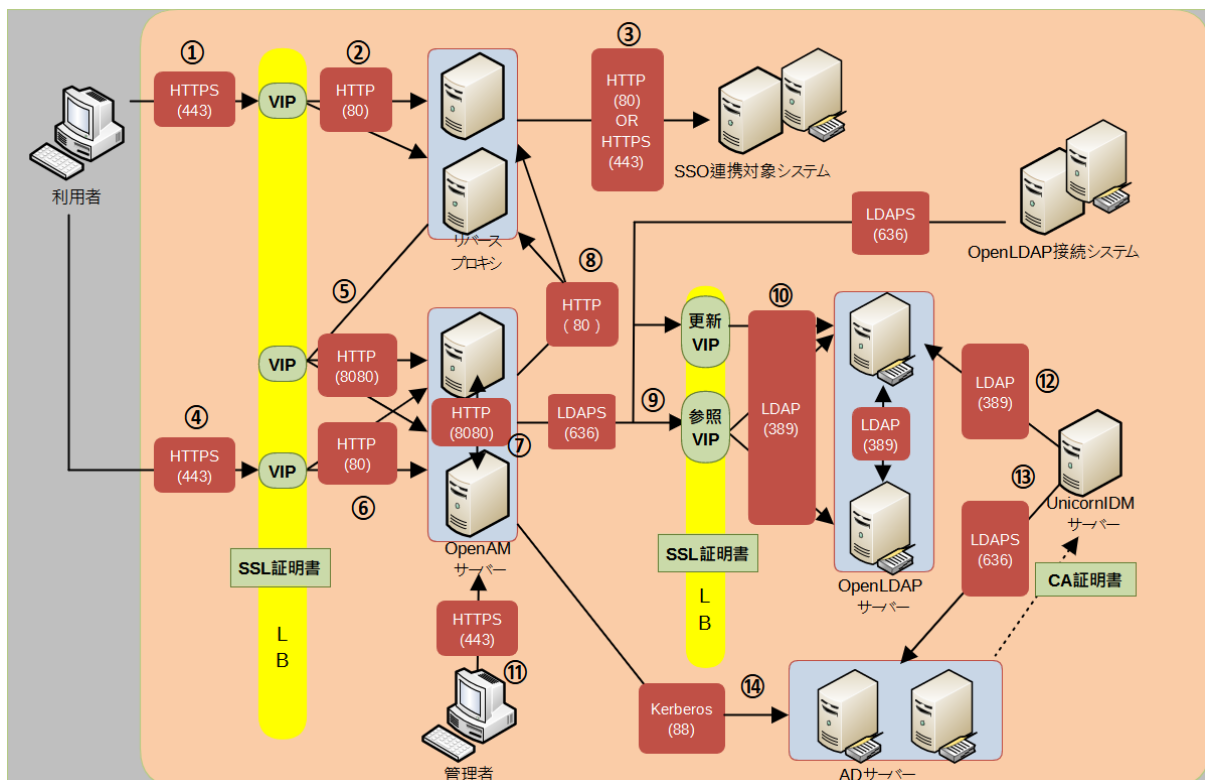 ①
HTTPS
(443)
VIP
②
HTTP
(80)
③
HTTP
(80)
OR
HTTPS
(443)
SSO連携対象システム
利用者
リバース
プロキシ
LDAPS
(636)
OpenLDAP接続システム
⑤
VIP
HTTP
(8080)
⑧
HTTP
( 80 )
④
HTTPS
(443)
VIP
HTTP
(80)
⑥
HTTP
(8080)
⑦
OpenAM
サーバー
LDAPS
(636)
⑨
更新
VIP
参照
VIP
⑩
LDAP
(389)
LDAP
(389)
OpenLDAP
サーバー
⑫
LDAP
(389)
UnicornIDM
サーバー
⑬
LDAPS
(636)
CA証明書
SSL証明書
L
B
SSL証明書
L
B
HTTPS
(443)
⑪
管理者
Kerberos
(88)
⑭
ADサーバー